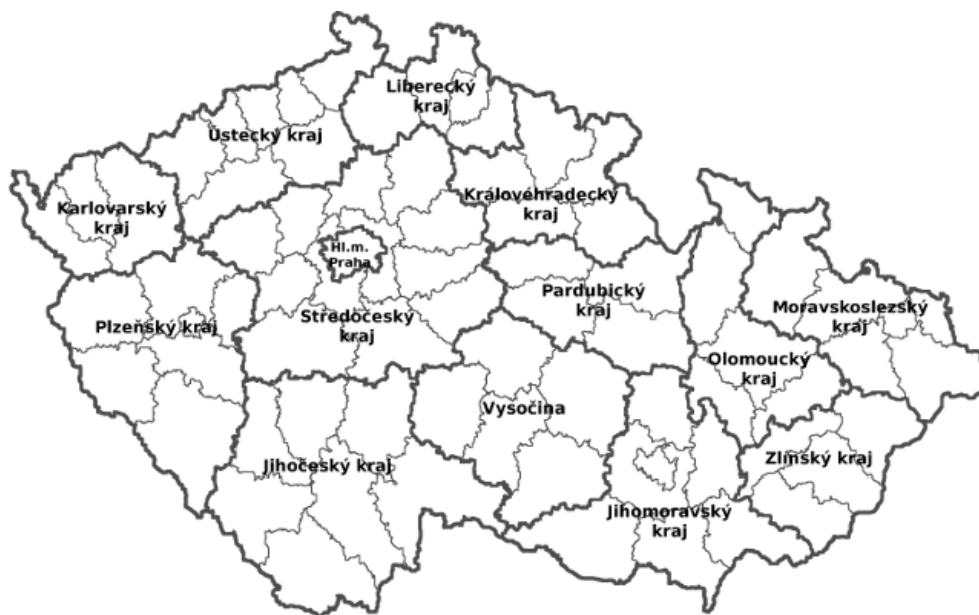 Liberecký
kraj
Ústecký kraj
Královéhradecký
kraj
Karlovarský
kraj
Hl.m.
Praha
Pardubický
kraj
Moravskoslezský
kraj
Středočeský
kraj
Plzeňský kraj
Olomoucký
kraj
Vysočina
Zlínský kraj
Jihočeský kraj
Jihomoravský
kraj